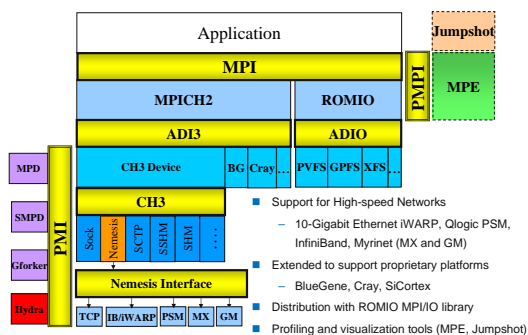 Application
Jumpshot
MPI
PMPI
MPE
MPICH2
ROMIO
ADI3
ADIO
CH3 Device
BG
Cray
...
PVFS
GPFS
XFS
...
MPD
SMPD
Gforker
Hydra
PMI
CH3
Sock
Nemesis
SCTP
SSHM
SHM
....
Nemesis Interface
TCP
IB/iWARP
PSM
MX
GM
■ Support for High-speed Networks
– 10-Gigabit Ethernet iWARP, Qlogic PSM,
InfiniBand, Myrinet (MX and GM)
■ Extended to support proprietary platforms
– BlueGene, Cray, SiCortex
■ Distribution with ROMIO MPI/IO library
■ Profiling and visualization tools (MPE, Jumpshot)